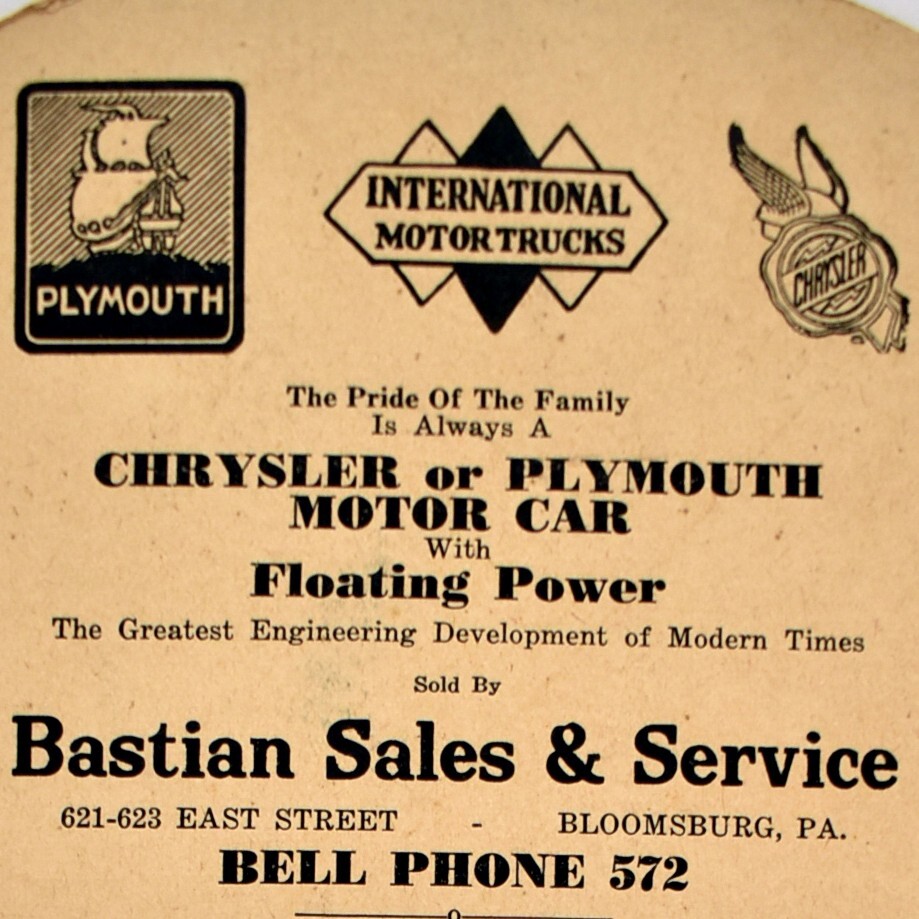 PLYMOUTH
INTERNATIONAL
MOTOR TRUCKS
CHRYSLER
The Pride Of The Family
Is Always A
CHRYSLER or PLYMOUTH
MOTOR CAR
With
Floating Power
The Greatest Engineering Development of Modern Times
Sold By
Bastian Sales & Service
621-623 EAST STREET - BLOOMSBURG, PA.
BELL PHONE 572